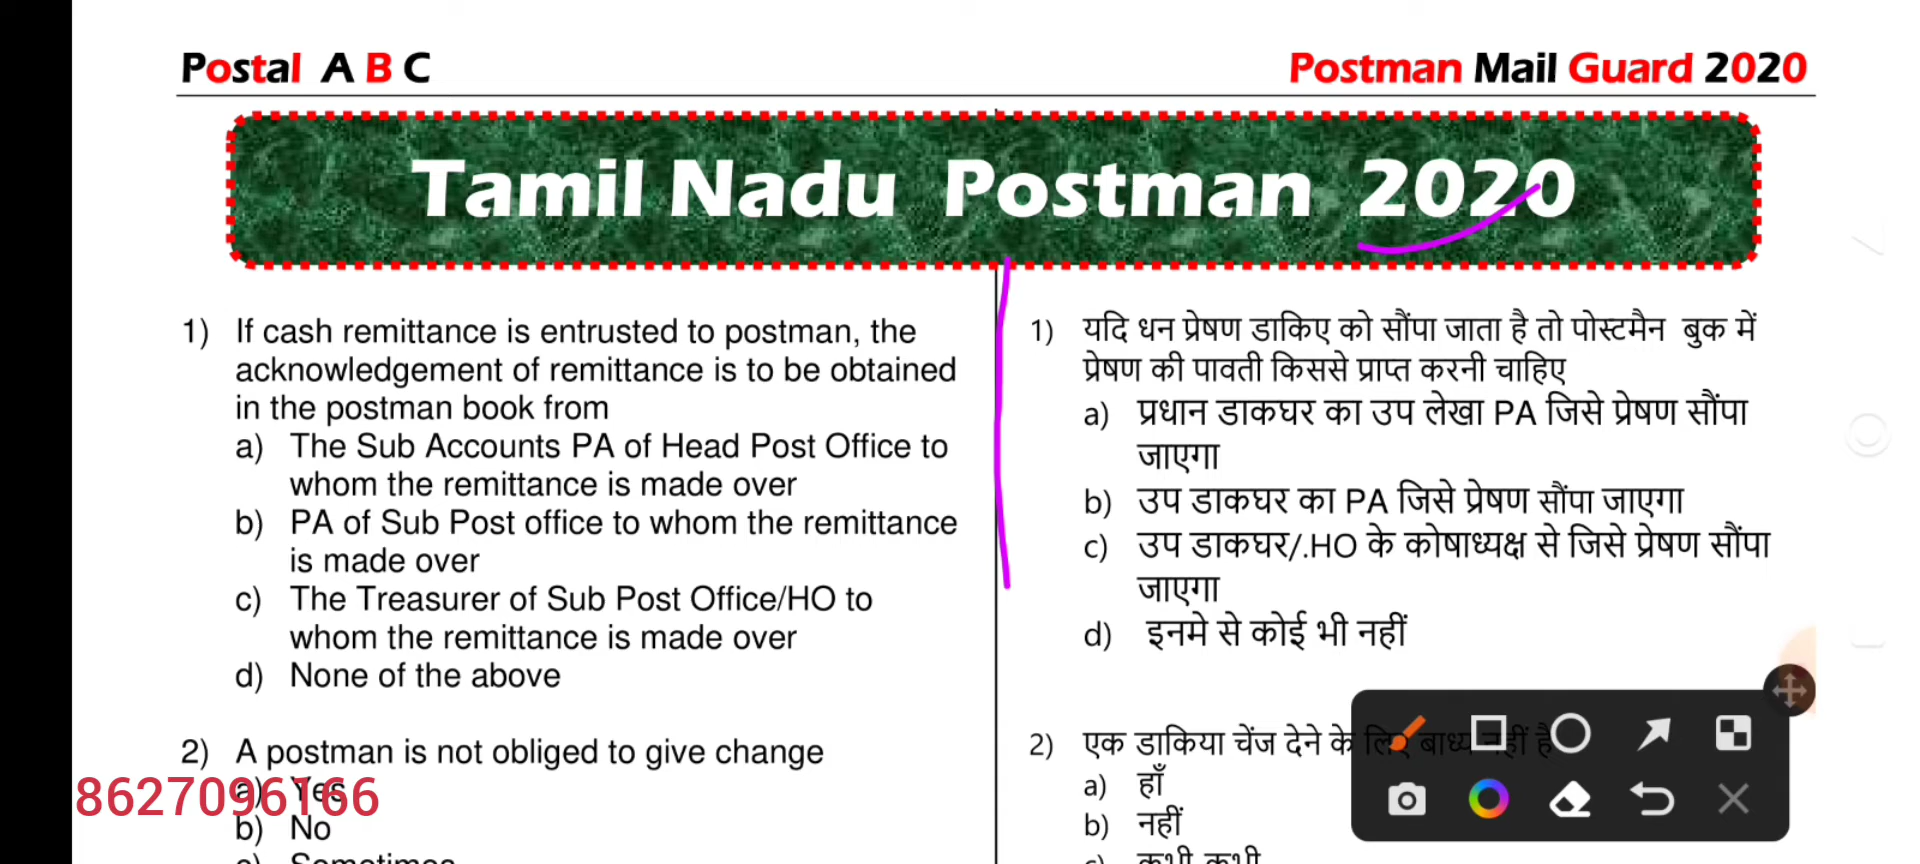 Postal A B C
Postman Mail Guard 2020
Tamil Nadu Postman 2020
1) If cash remittance is entrusted to postman, the
acknowledgement of remittance is to be obtained
in the postman book from
a) The Sub Accounts PA of Head Post Office to
whom the remittance is made over
b) PA of Sub Post office to whom the remittance
is made over
c) The Treasurer of Sub Post Office/HO to
whom the remittance is made over
d) None of the above
2) A postman is not obliged to give change
a) Yes
b) No
c) Sometimes
8627096166
1) यदि धन प्रेषण डाकिए को सौंपा जाता है तो पोस्टमैन बुक में
प्रेषण की पावती किससे प्राप्त करनी चाहिए
a) प्रधान डाकघर का उप लेखा PA जिसे प्रेषण सौंपा
जाएगा
b) उप डाकघर का PA जिसे प्रेषण सौंपा जाएगा
c) उप डाकघर/.HO के कोषाध्यक्ष से जिसे प्रेषण सौंपा
जाएगा
d) इनमे से कोई भी नहीं
2) एक डाकिया चेंज देने के लिए बाध्य नहीं है
a) हाँ
b) नहीं
c) कभी कभी